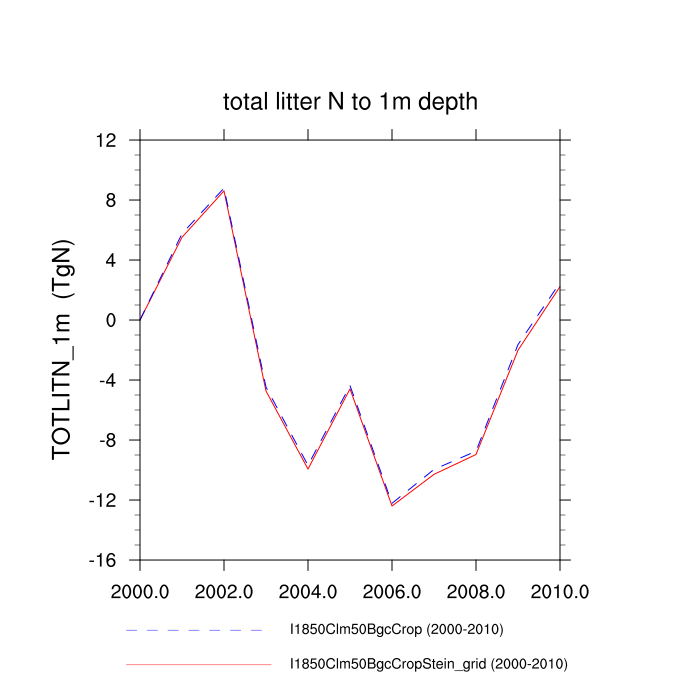 total litter N to 1m depth
TOTLITN_1m (TgN)
12
8
4
0
-4
-8
-12
-16
2000.0 2002.0 2004.0 2006.0 2008.0 2010.0
I1850Clm50BgcCrop (2000-2010)
I1850Clm50BgcCropStein_grid (2000-2010)